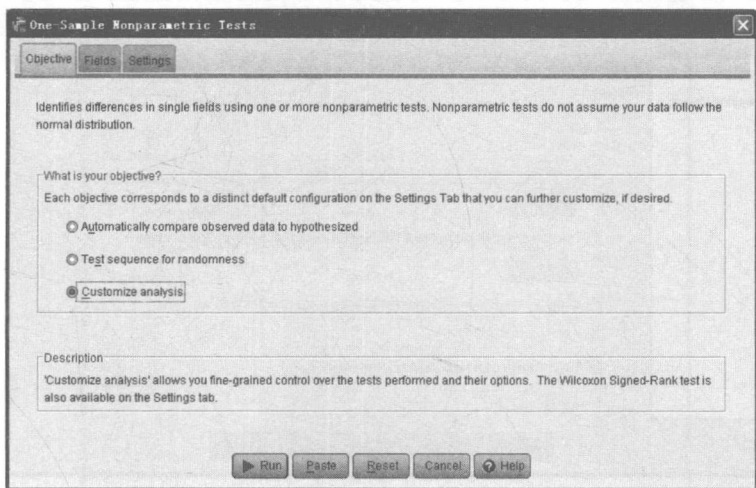 One-Sample Nonparametric Tests
Objective Fields Settings
Identifies differences in single fields using one or more nonparametric tests. Nonparametric tests do not assume your data follow the
normal distribution.
What is your objective?
Each objective corresponds to a distinct default configuration on the Settings Tab that you can further customize, if desired.
Automatically compare observed data to hypothesized
Test sequence for randomness
Customize analysis
Description
'Customize analysis' allows you fine-grained control over the tests performed and their options. The Wilcoxon Signed-Rank test is
also available on the Settings tab.
Run Paste Reset Cancel Help